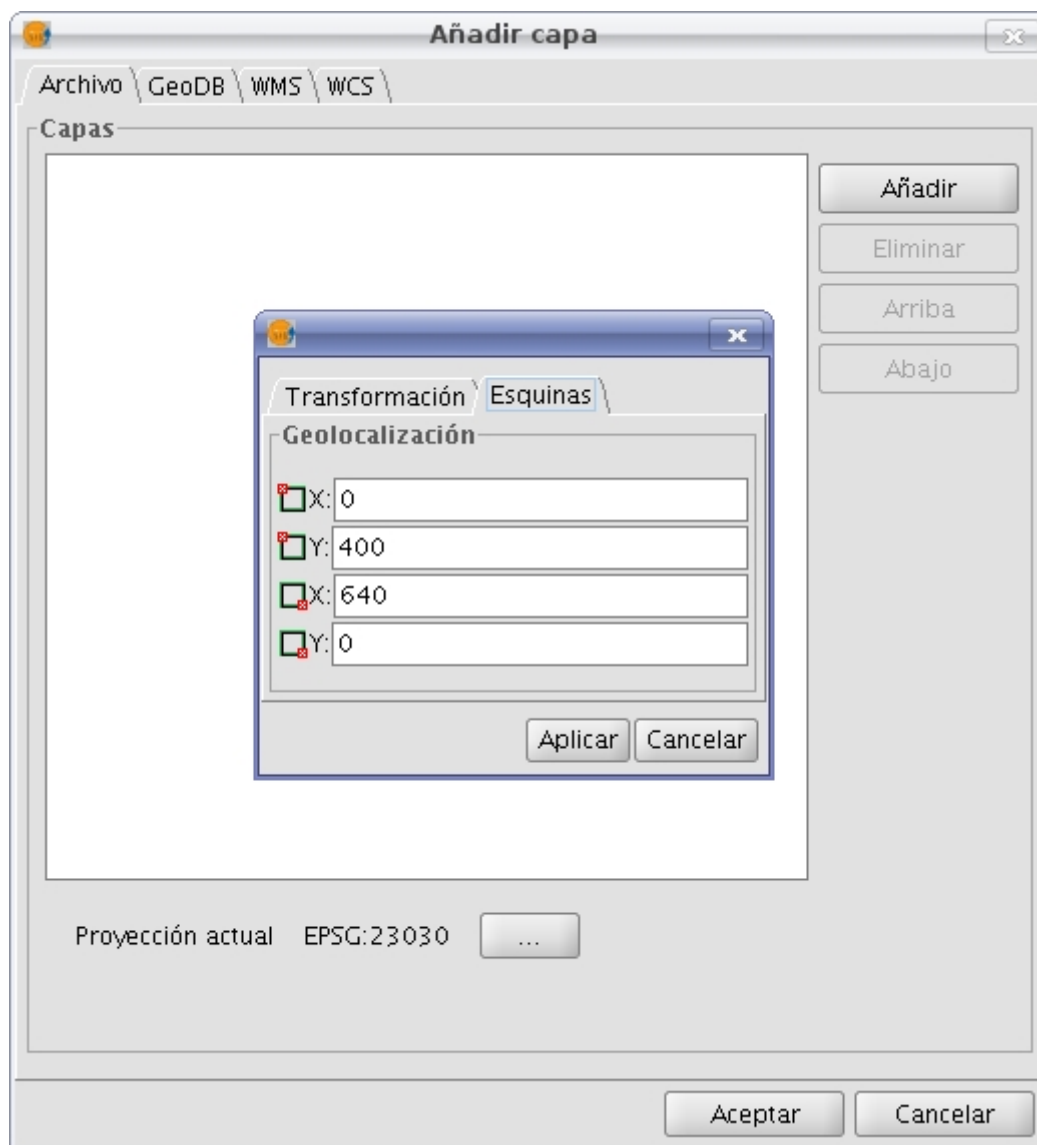 Añadir capa
Archivo GeoDB WMS WCS
Capas
Añadir
Eliminar
Arriba
Abajo
Transformación Esquinas
Geolocalización
X: 0
Y: 400
X: 640
Y: 0
Aplicar Cancelar
Proyección actual EPSG:23030 ...
Aceptar Cancelar